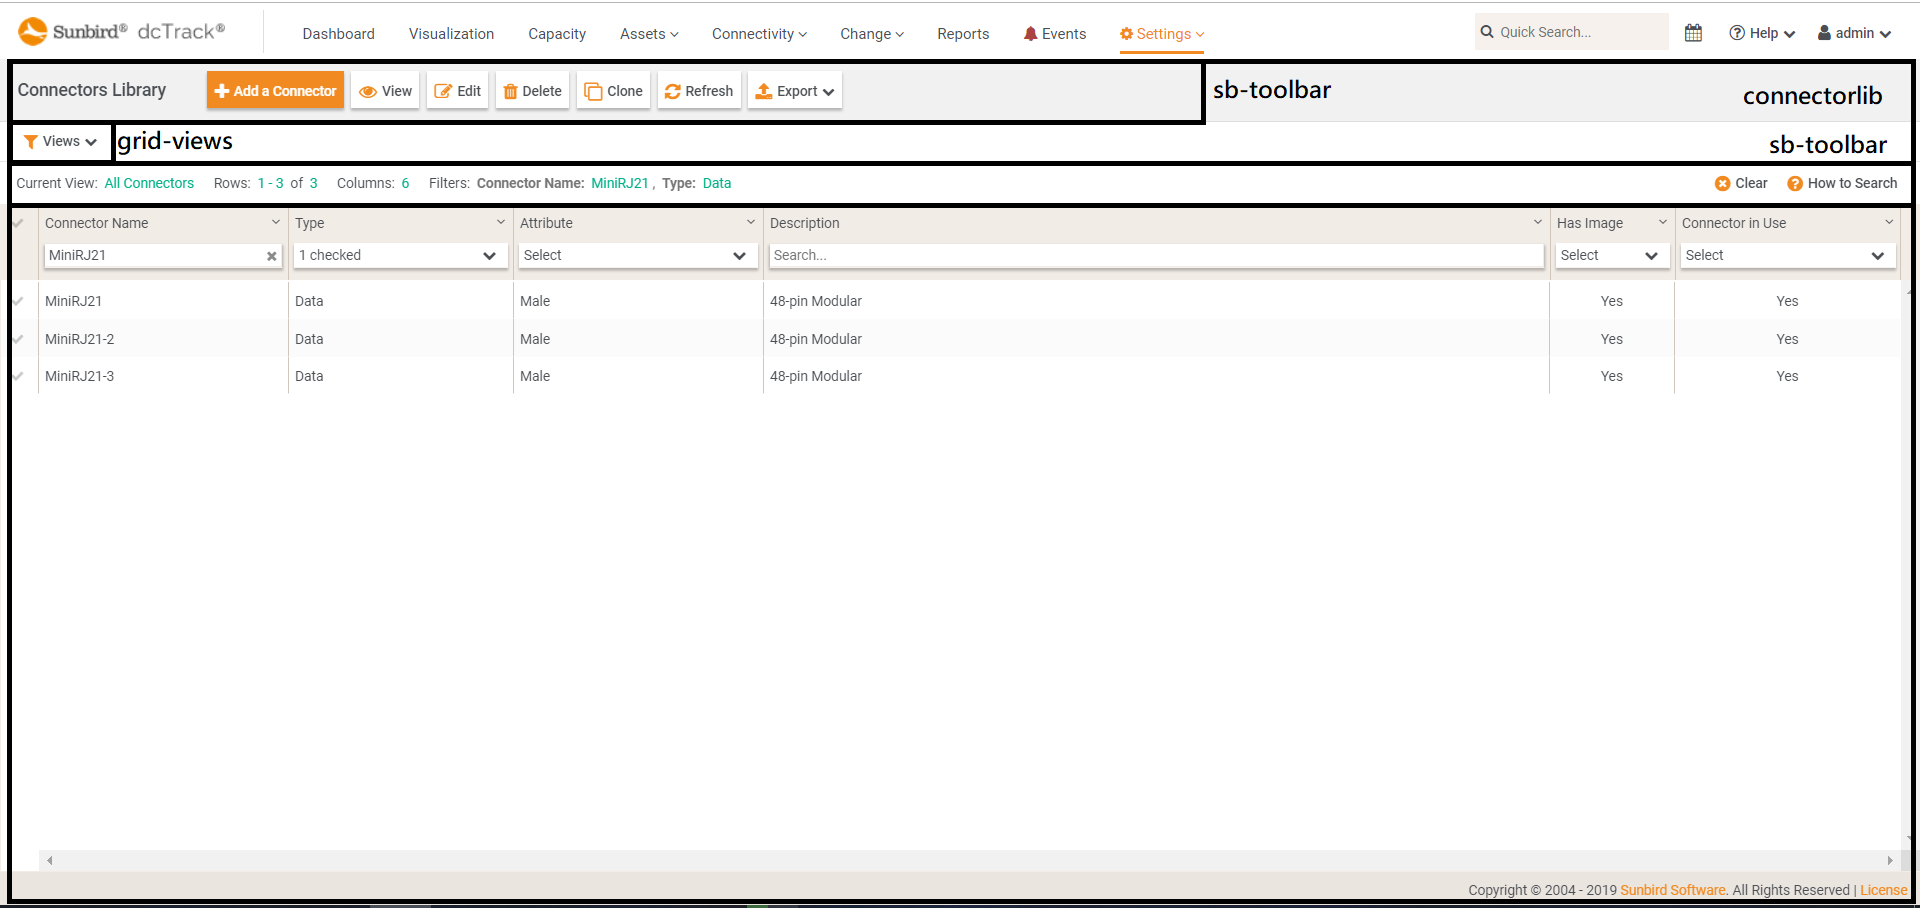 Sunbird® dcTrack® Dashboard Visualization Capacity Assets Connectivity Change Reports Events Settings Quick Search... Help admin
Connectors Library Add a Connector View Edit Delete Clone Refresh Export sb-toolbar connectorlib
Views grid-views sb-toolbar
Current View: All Connectors Rows: 1 - 3 of 3 Columns: 6 Filters: Connector Name: MiniRJ21 , Type: Data Clear How to Search
Connector Name Type Attribute Description Has Image Connector in Use
MiniRJ21 1 checked Select Search... Select Select
MiniRJ21 Data Male 48-pin Modular Yes Yes
MiniRJ21-2 Data Male 48-pin Modular Yes Yes
MiniRJ21-3 Data Male 48-pin Modular Yes Yes
Copyright © 2004 - 2019 Sunbird Software. All Rights Reserved | License